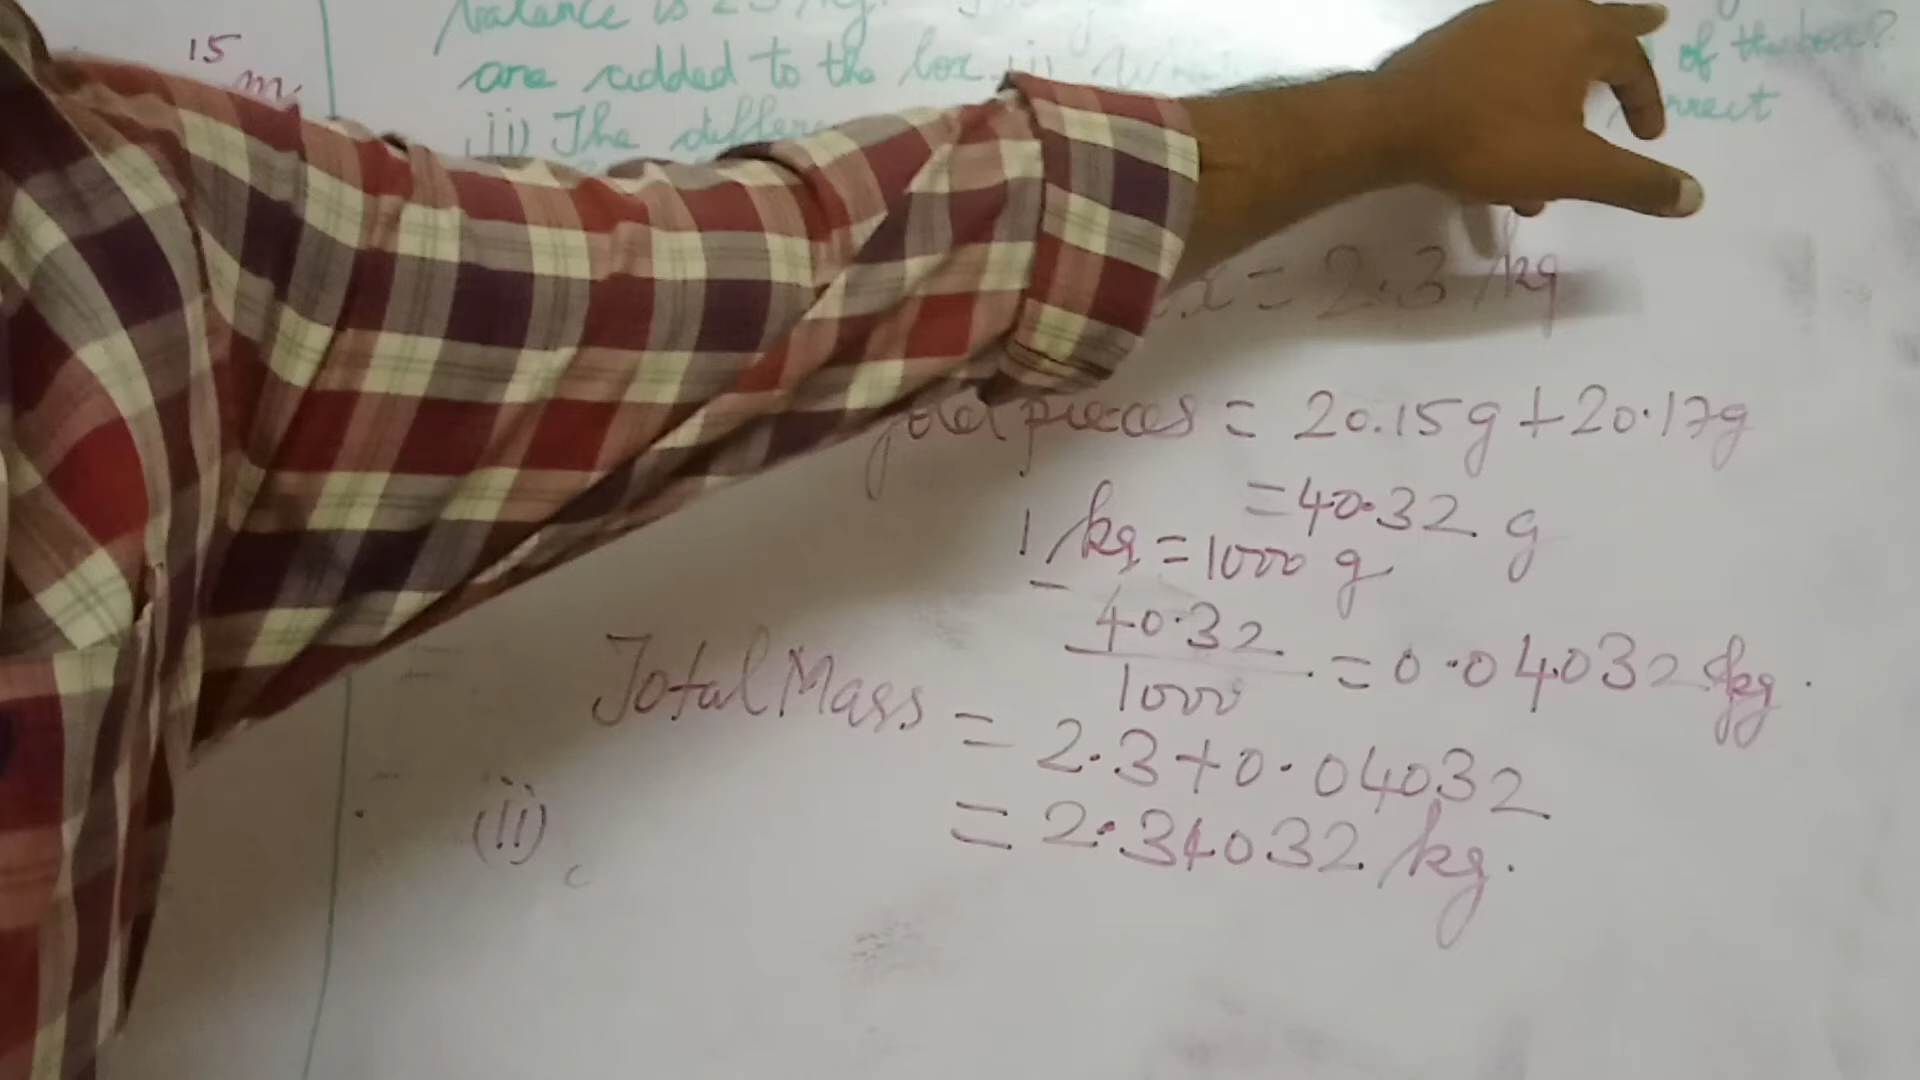 15
m
balance is
are added to the box of the box?
ii) The
= 2.3 kg
pieces = 20.15g + 20.17g
= 40.32 g
1 kg = 1000 g
40.32
1000
= 0.04032 kg.
Total Mass
= 2.3 + 0.04032
(ii)
= 2.34032 kg.